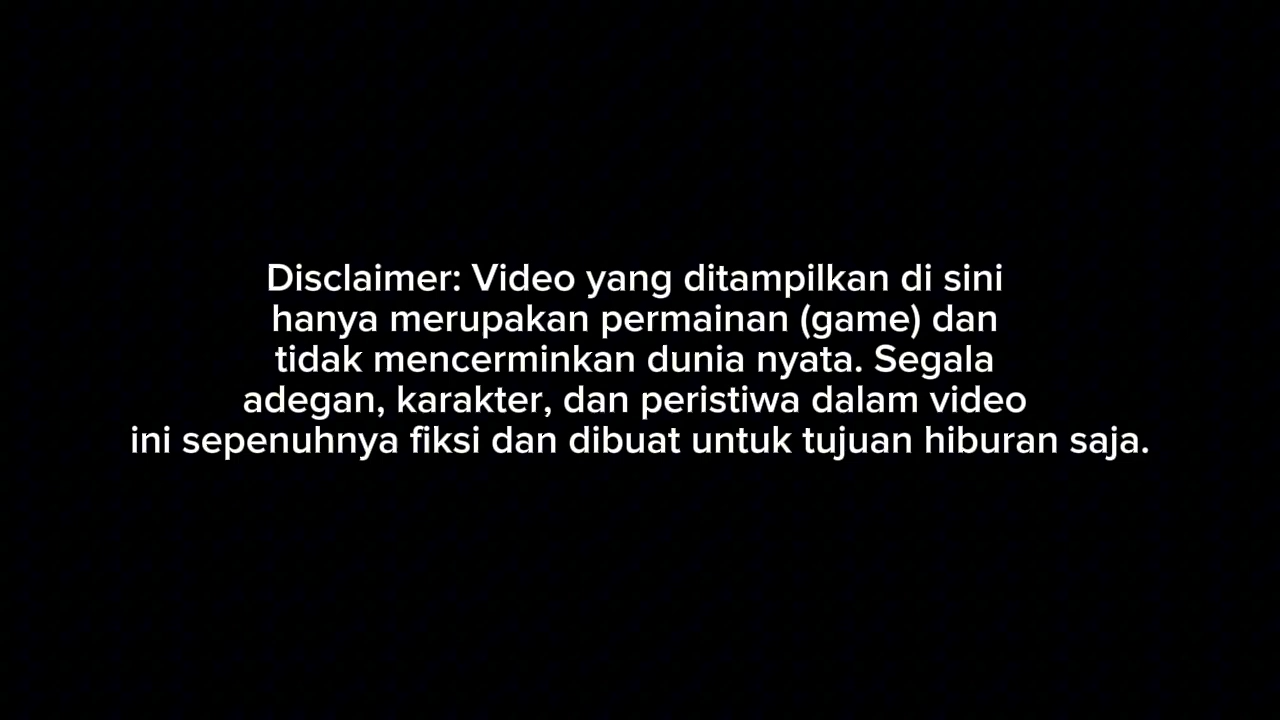 Disclaimer: Video yang ditampilkan di sini
hanya merupakan permainan (game) dan
tidak mencerminkan dunia nyata. Segala
adegan, karakter, dan peristiwa dalam video
ini sepenuhnya fiksi dan dibuat untuk tujuan hiburan saja.